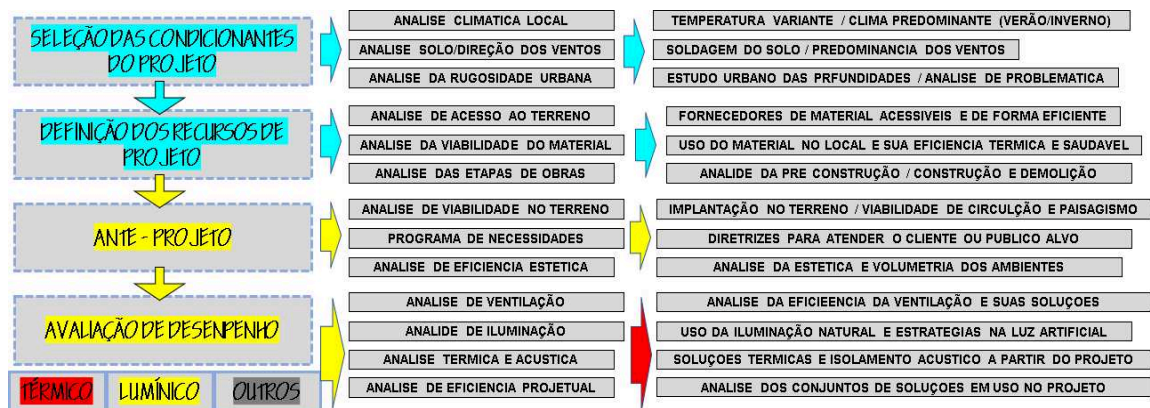 SELEÇÃO DAS CONDICIONANTES
DO PROJETO
ANALISE CLIMATICA LOCAL
TEMPERATURA VARIANTE / CLIMA PREDOMINANTE (VERÃO/INVERNO)
ANALISE SOLO/DIREÇÃO DOS VENTOS
SOLDAGEM DO SOLO / PREDOMINANCIA DOS VENTOS
ANALISE DA RUGOSIDADE URBANA
ESTUDO URBANO DAS PRFUNDIDADES / ANALISE DE PROBLEMATICA
DEFINIÇÃO DOS RECURSOS DE
PROJETO
ANALISE DE ACESSO AO TERRENO
FORNECEDORES DE MATERIAL ACESSIVEIS E DE FORMA EFICIENTE
ANALISE DA VIABILIDADE DO MATERIAL
USO DO MATERIAL NO LOCAL E SUA EFICIENCIA TERMICA E SAUDAVEL
ANALISE DAS ETAPAS DE OBRAS
ANALIDE DA PRE CONSTRUÇÃO / CONSTRUÇÃO E DEMOLIÇÃO
ANTE - PROJETO
ANALISE DE VIABILIDADE NO TERRENO
IMPLANTAÇÃO NO TERRENO / VIABILIDADE DE CIRCULÇÃO E PAISAGISMO
PROGRAMA DE NECESSIDADES
DIRETRIZES PARA ATENDER O CLIENTE OU PUBLICO ALVO
ANALISE DE EFICIENCIA ESTETICA
ANALISE DA ESTETICA E VOLUMETRIA DOS AMBIENTES
AVALIAÇÃO DE DESENPENHO
ANALISE DE VENTILAÇÃO
ANALISE DA EFICIEENCIA DA VENTILAÇÃO E SUAS SOLUÇOES
ANALIDE DE ILUMINAÇÃO
USO DA ILUMINAÇÃO NATURAL E ESTRATEGIAS NA LUZ ARTIFICIAL
ANALISE TERMICA E ACUSTICA
SOLUÇOES TERMICAS E ISOLAMENTO ACUSTICO A PARTIR DO PROJETO
ANALISE DE EFICIENCIA PROJETUAL
ANALISE DOS CONJUNTOS DE SOLUÇOES EM USO NO PROJETO
TÉRMICO
LUMÍNICO
OUTROS